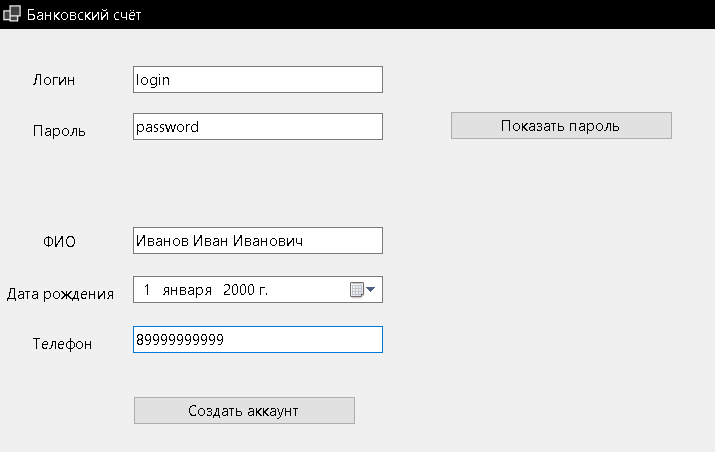 Банковский счёт
Логин login
Пароль password Показать пароль
ФИО Иванов Иван Иванович
Дата рождения 1 января 2000 г.
Телефон 89999999999
Создать аккаунт